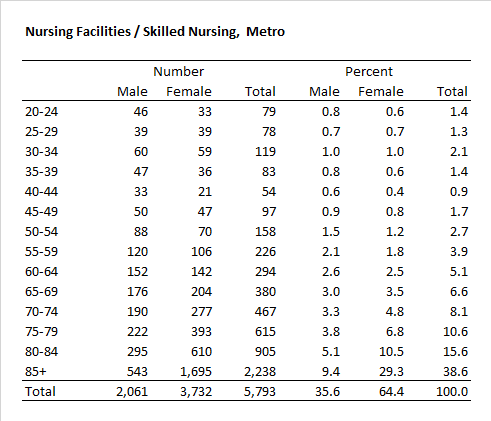 Nursing Facilities / Skilled Nursing, Metro
Number Percent
Male Female Total Male Female Total
20-24 46 33 79 0.8 0.6 1.4
25-29 39 39 78 0.7 0.7 1.3
30-34 60 59 119 1.0 1.0 2.1
35-39 47 36 83 0.8 0.6 1.4
40-44 33 21 54 0.6 0.4 0.9
45-49 50 47 97 0.9 0.8 1.7
50-54 88 70 158 1.5 1.2 2.7
55-59 120 106 226 2.1 1.8 3.9
60-64 152 142 294 2.6 2.5 5.1
65-69 176 204 380 3.0 3.5 6.6
70-74 190 277 467 3.3 4.8 8.1
75-79 222 393 615 3.8 6.8 10.6
80-84 295 610 905 5.1 10.5 15.6
85+ 543 1,695 2,238 9.4 29.3 38.6
Total 2,061 3,732 5,793 35.6 64.4 100.0